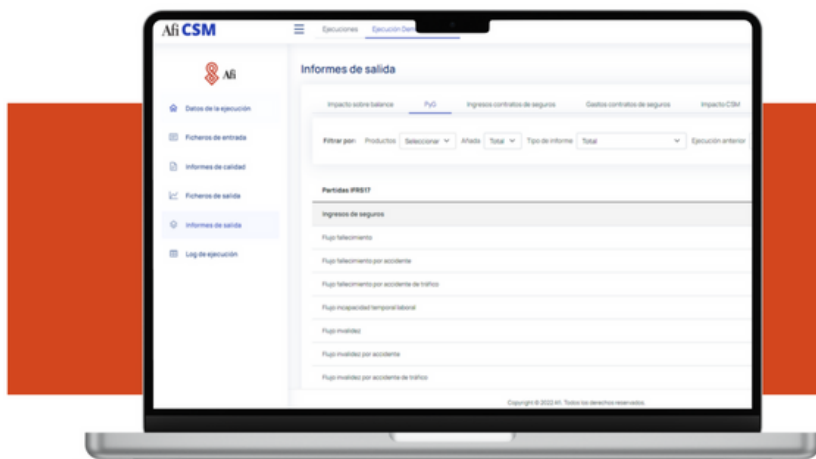 Afi CSM
Ejecuciones Ejecución
Afi
Informes de salida
Datos de la ejecución
Ficheros de entrada
Informes de calidad
Ficheros de salida
Informes de salida
Log de ejecución
Impacto sobre balance PyG Ingresos contratos de seguros Gastos contratos de seguros Impacto CSM
Filtrar por: Productos Seleccionar Añada Total Tipo de informe Total Ejecución anterior
Partidas IFRS17
Ingresos de seguros
Flujo fallecimiento
Flujo fallecimiento por accidente
Flujo fallecimiento por accidente de tráfico
Flujo incapacidad temporal laboral
Flujo invalidez
Flujo invalidez por accidente
Flujo invalidez por accidente de tráfico
Copyright © 2022 Afi. Todos los derechos reservados.